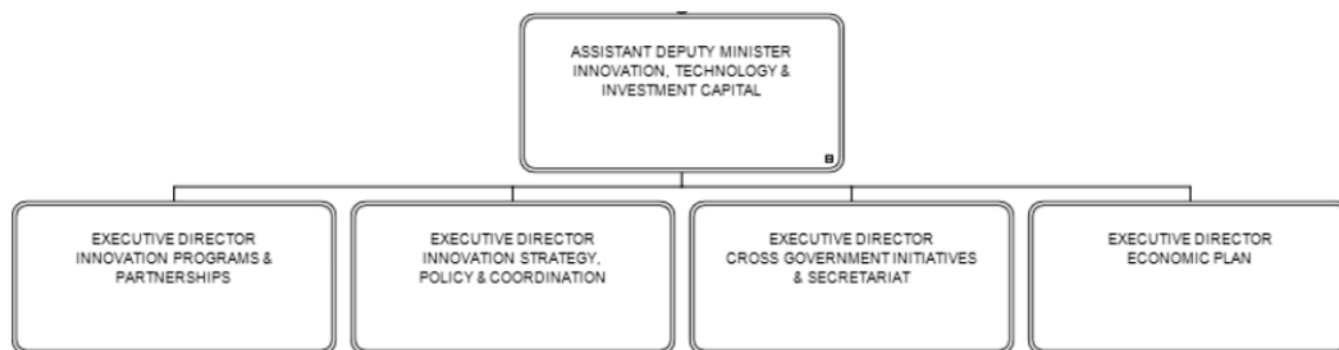 ASSISTANT DEPUTY MINISTER
INNOVATION, TECHNOLOGY &
INVESTMENT CAPITAL
EXECUTIVE DIRECTOR
INNOVATION PROGRAMS &
PARTNERSHIPS
EXECUTIVE DIRECTOR
INNOVATION STRATEGY,
POLICY & COORDINATION
EXECUTIVE DIRECTOR
CROSS GOVERNMENT INITIATIVES
& SECRETARIAT
EXECUTIVE DIRECTOR
ECONOMIC PLAN